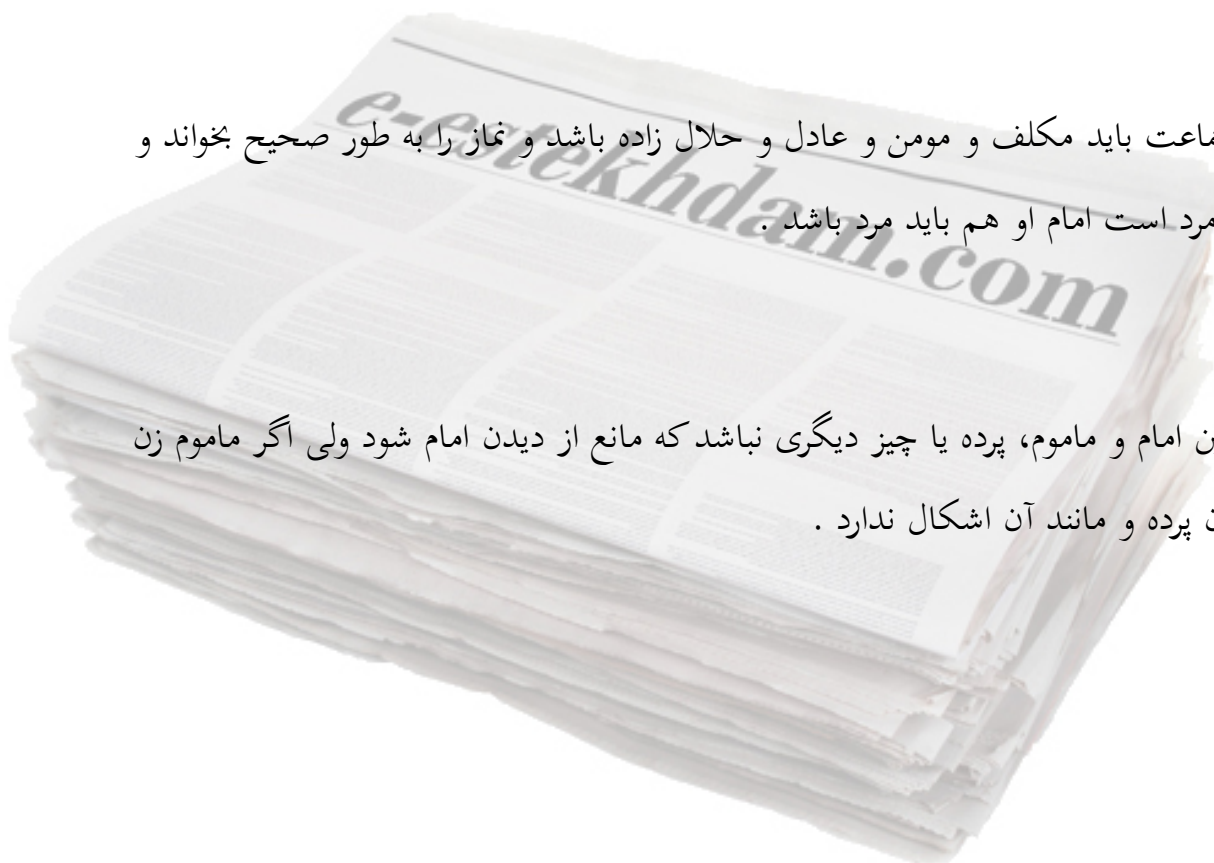 e-estekhdam.com
باید مکلف و مومن و عادل و حلال زاده باشد و نماز را به طور صحیح بخواند و
مرد است امام او هم باید مرد باشد .
امام و ماموم، پرده یا چیز دیگری نباشد که مانع از دیدن امام شود ولی اگر ماموم زن
پرده و مانند آن اشکال ندارد .